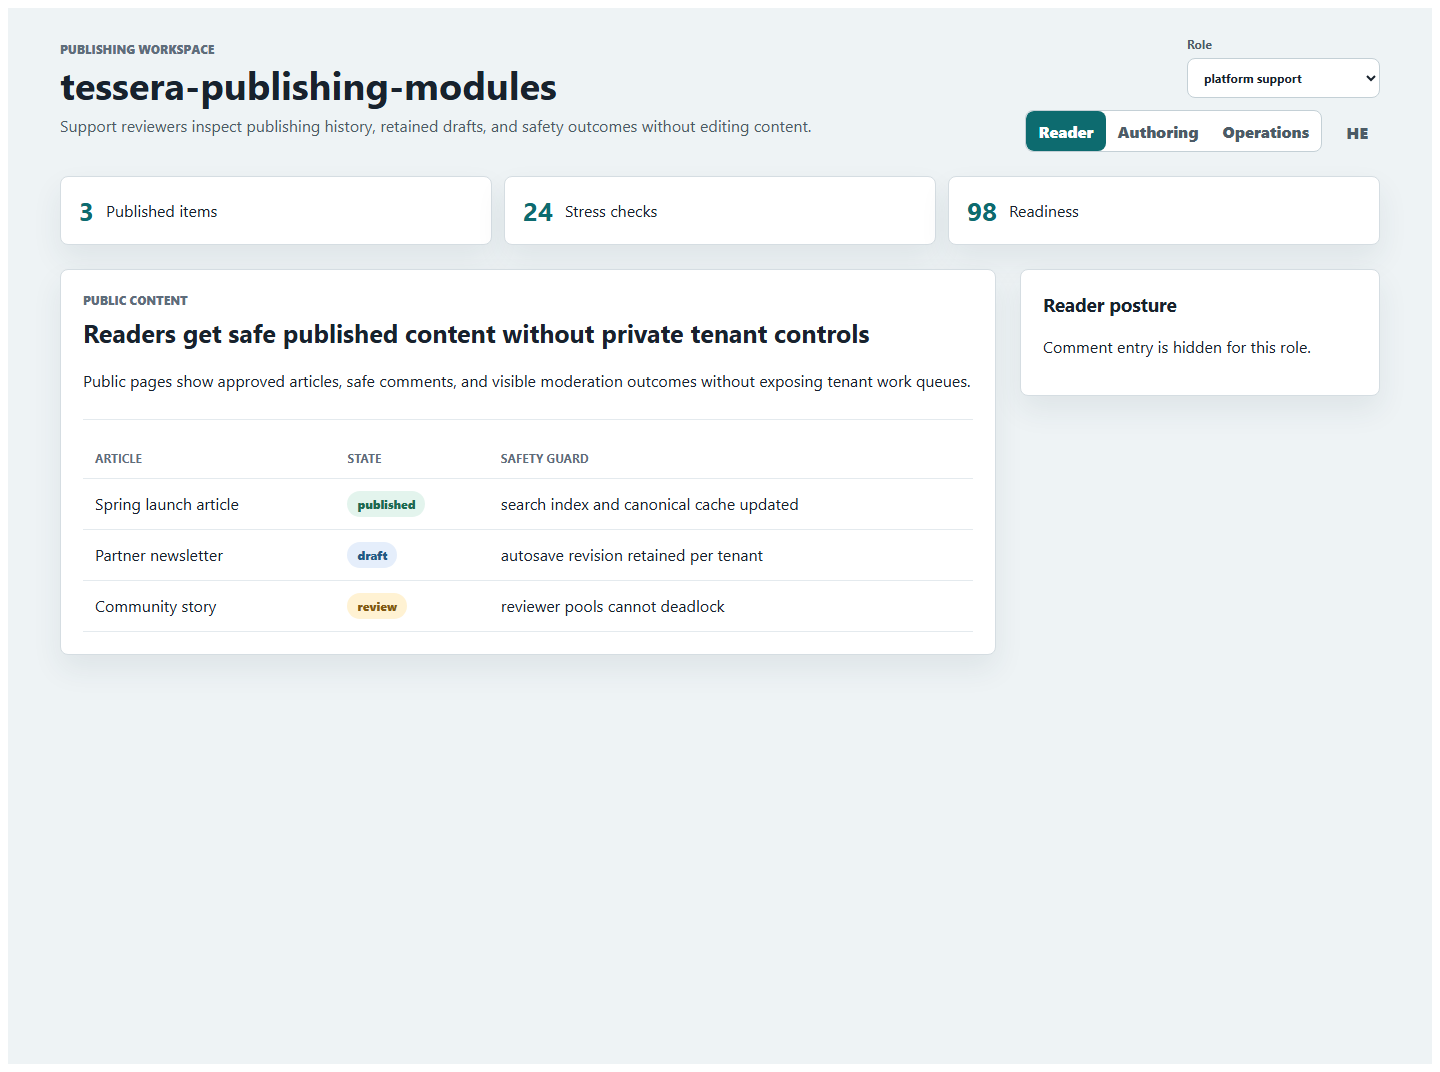 PUBLISHING WORKSPACE
tessera-publishing-modules
Support reviewers inspect publishing history, retained drafts, and safety outcomes without editing content.
Role
platform support
Reader Authoring Operations HE
3 Published items
24 Stress checks
98 Readiness
PUBLIC CONTENT
Readers get safe published content without private tenant controls
Public pages show approved articles, safe comments, and visible moderation outcomes without exposing tenant work queues.
ARTICLE STATE SAFETY GUARD
Spring launch article published search index and canonical cache updated
Partner newsletter draft autosave revision retained per tenant
Community story review reviewer pools cannot deadlock
Reader posture
Comment entry is hidden for this role.